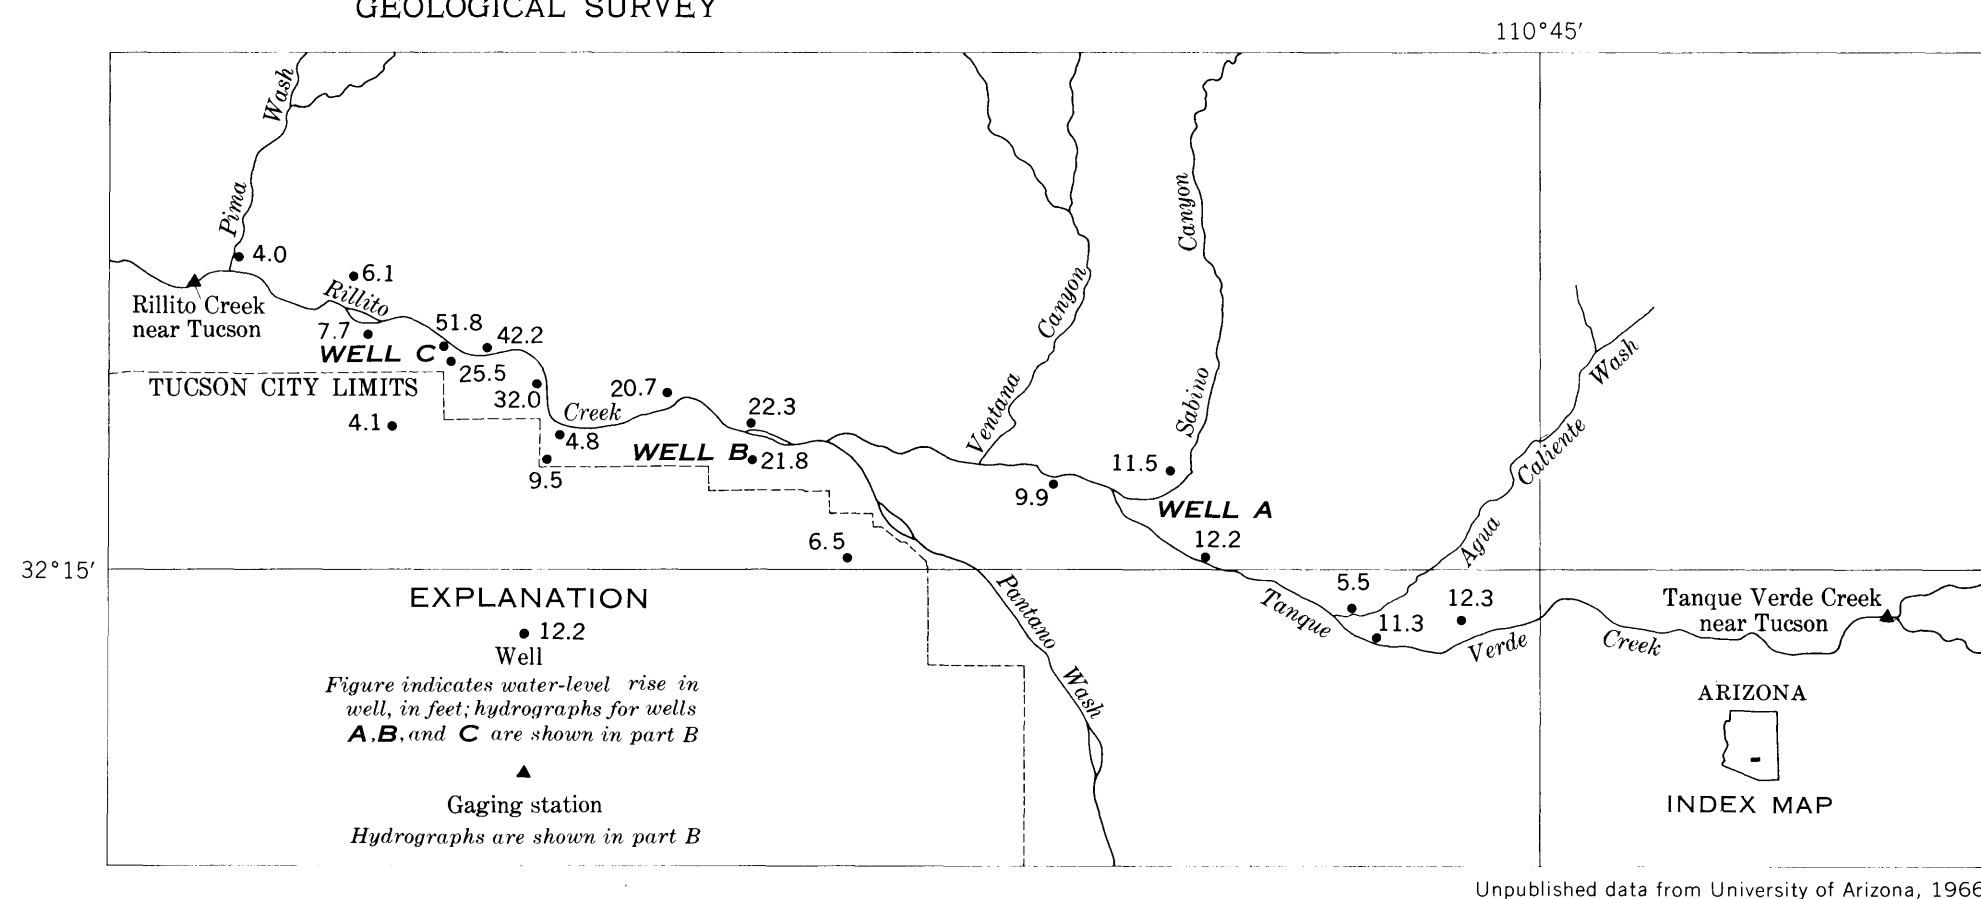 GEOLOGICAL SURVEY
110°45′
Pima Wash
4.0
6.1
Rillito Creek
near Tucson
Rillito
7.7
WELL C
51.8
42.2
25.5
32.0
TUCSON CITY LIMITS
4.1
Creek
20.7
22.3
4.8
9.5
WELL B
21.8
6.5
Ventana Canyon
Sabino Canyon
9.9
11.5
WELL A
12.2
Agua Caliente Wash
32°15′
Pantano Wash
5.5
11.3
12.3
Tanque Verde Creek
Tanque Verde Creek
near Tucson
EXPLANATION
12.2
Well
Figure indicates water-level rise in
well, in feet; hydrographs for wells
A,B, and C are shown in part B
Gaging station
Hydrographs are shown in part B
ARIZONA
INDEX MAP
Unpublished data from University of Arizona, 1966